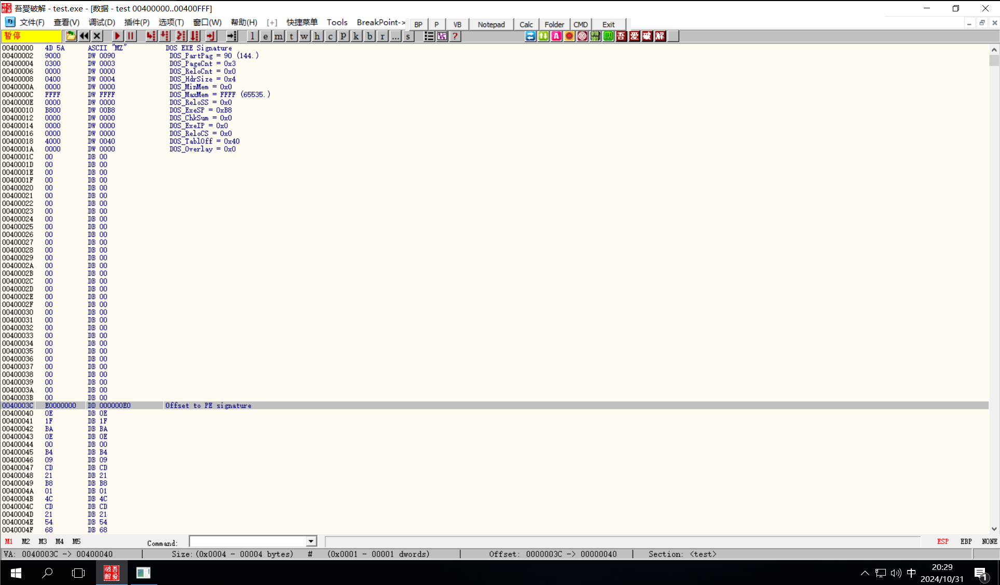 吾愛破解 - test.exe - [数据 - test 00400000..00400FFF]
文件(F) 查看(V) 调试(D) 插件(P) 选项(T) 窗口(W) 帮助(H) [+] 快捷菜单 Tools BreakPoint-> BP P VB Notepad Calc Folder CMD Exit
暂停 l e m t w h c P k b r ... s ? A 吾 爱 破 解
00400000 4D 5A ASCII "MZ" DOS EXE Signature
00400002 9000 DW 0090 DOS_PartPag = 90 (144.)
00400004 0300 DW 0003 DOS_PageCnt = 0x3
00400006 0000 DW 0000 DOS_ReloCnt = 0x0
00400008 0400 DW 0004 DOS_HdrSize = 0x4
0040000A 0000 DW 0000 DOS_MinMem = 0x0
0040000C FFFF DW FFFF DOS_MaxMem = FFFF (65535.)
0040000E 0000 DW 0000 DOS_ReloSS = 0x0
00400010 B800 DW 00B8 DOS_ExeSP = 0xB8
00400012 0000 DW 0000 DOS_ChkSum = 0x0
00400014 0000 DW 0000 DOS_ExeIP = 0x0
00400016 0000 DW 0000 DOS_ReloCS = 0x0
00400018 4000 DW 0040 DOS_TablOff = 0x40
0040001A 0000 DW 0000 DOS_Overlay = 0x0
0040001C 00 DB 00
0040001D 00 DB 00
0040001E 00 DB 00
0040001F 00 DB 00
00400020 00 DB 00
00400021 00 DB 00
00400022 00 DB 00
00400023 00 DB 00
00400024 00 DB 00
00400025 00 DB 00
00400026 00 DB 00
00400027 00 DB 00
00400028 00 DB 00
00400029 00 DB 00
0040002A 00 DB 00
0040002B 00 DB 00
0040002C 00 DB 00
0040002D 00 DB 00
0040002E 00 DB 00
0040002F 00 DB 00
00400030 00 DB 00
00400031 00 DB 00
00400032 00 DB 00
00400033 00 DB 00
00400034 00 DB 00
00400035 00 DB 00
00400036 00 DB 00
00400037 00 DB 00
00400038 00 DB 00
00400039 00 DB 00
0040003A 00 DB 00
0040003B 00 DB 00
0040003C E0000000 DD 000000E0 Offset to PE signature
00400040 0E DB 0E
00400041 1F DB 1F
00400042 BA DB BA
00400043 0E DB 0E
00400044 00 DB 00
00400045 B4 DB B4
00400046 09 DB 09
00400047 CD DB CD
00400048 21 DB 21
00400049 B8 DB B8
0040004A 01 DB 01
0040004B 4C DB 4C
0040004C CD DB CD
0040004D 21 DB 21
0040004E 54 DB 54
0040004F 68 DB 68
M1 M2 M3 M4 M5 Command: ESP EBP NONE
VA: 0040003C -> 00400040 | Size:(0x0004 - 00004 bytes) # (0x0001 - 00001 dwords) | Offset: 0000003C -> 00000040 | Section: <test>
破吾解愛 中 20:29
2024/10/31 1